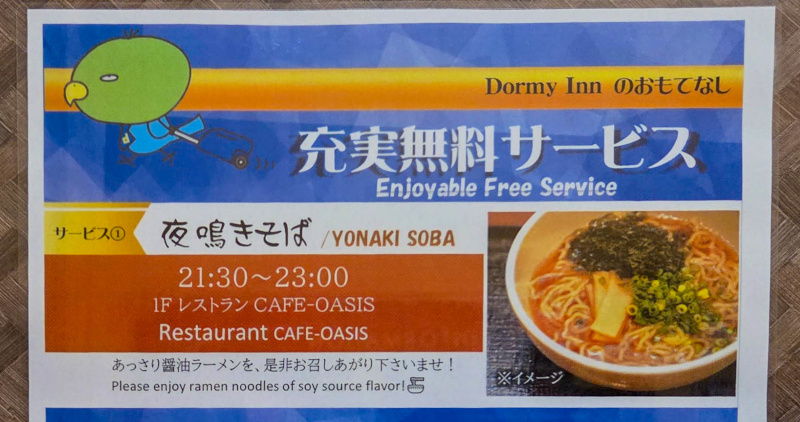 Dormy Inn のおもてなし
充実無料サービス
Enjoyable Free Service
サービス①
夜鳴きそば /YONAKI SOBA
21:30～23:00
1F レストラン CAFE-OASIS
Restaurant CAFE-OASIS
あっさり醤油ラーメンを、是非お召しあがり下さいませ！
Please enjoy ramen noodles of soy source flavor!
※イメージ